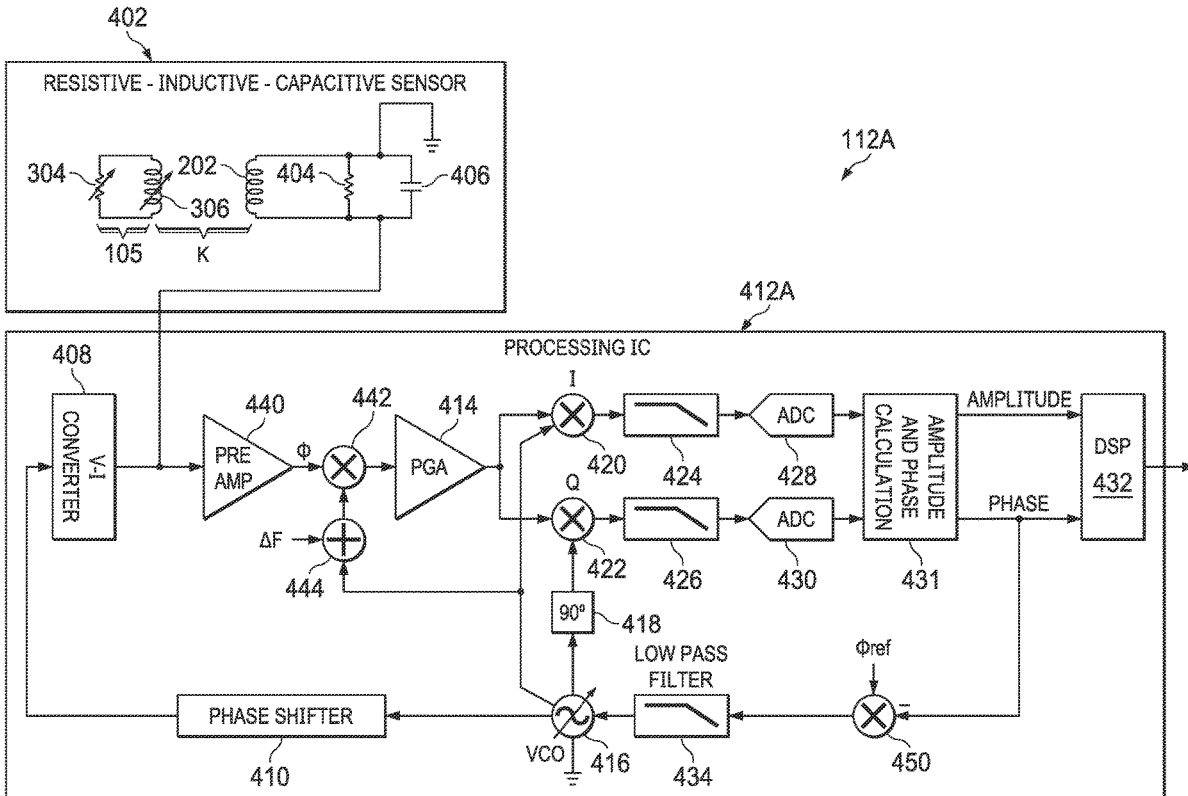 402
RESISTIVE - INDUCTIVE - CAPACITIVE SENSOR
112A
304
202
404
406
306
105
K
412A
PROCESSING IC
408
V-I
CONVERTER
440
PRE
AMP
Φ
442
414
PGA
I
420
424
ADC
428
AMPLITUDE
AND PHASE
CALCULATION
431
AMPLITUDE
DSP
432
Q
422
426
ADC
430
PHASE
ΔF
444
90º
418
LOW PASS
FILTER
Φref
PHASE SHIFTER
410
VCO
416
434
–
450